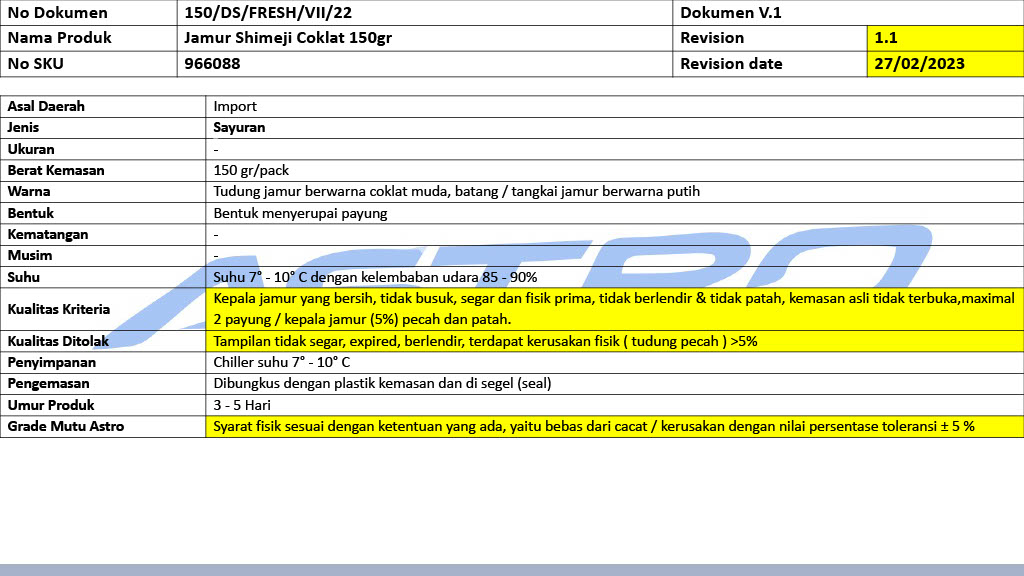 No Dokumen 150/DS/FRESH/VII/22 Dokumen V.1
Nama Produk Jamur Shimeji Coklat 150gr Revision 1.1
No SKU 966088 Revision date 27/02/2023
Asal Daerah Import
Jenis Sayuran
Ukuran -
Berat Kemasan 150 gr/pack
Warna Tudung jamur berwarna coklat muda, batang / tangkai jamur berwarna putih
Bentuk Bentuk menyerupai payung
Kematangan -
Musim -
Suhu Suhu 7° - 10° C dengan kelembaban udara 85 - 90%
Kualitas Kriteria Kepala jamur yang bersih, tidak busuk, segar dan fisik prima, tidak berlendir & tidak patah, kemasan asli tidak terbuka,maximal
2 payung / kepala jamur (5%) pecah dan patah.
Kualitas Ditolak Tampilan tidak segar, expired, berlendir, terdapat kerusakan fisik ( tudung pecah ) >5%
Penyimpanan Chiller suhu 7° - 10° C
Pengemasan Dibungkus dengan plastik kemasan dan di segel (seal)
Umur Produk 3 - 5 Hari
Grade Mutu Astro Syarat fisik sesuai dengan ketentuan yang ada, yaitu bebas dari cacat / kerusakan dengan nilai persentase toleransi ± 5 %
ASTRO